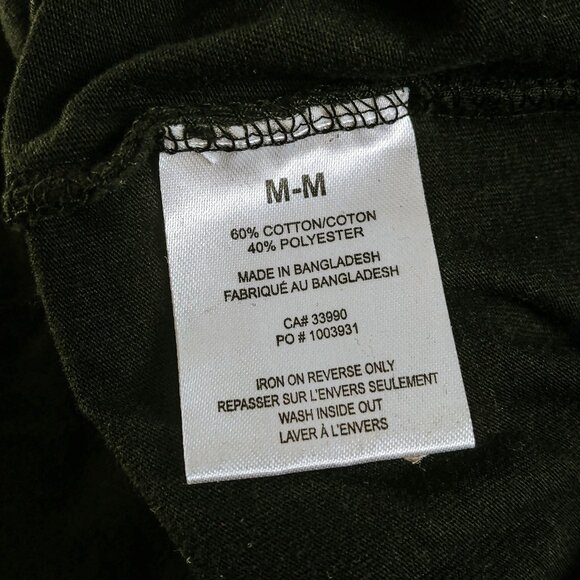 M-M
60% COTTON/COTON
40% POLYESTER
MADE IN BANGLADESH
FABRIQUÉ AU BANGLADESH
CA# 33990
PO # 1003931
IRON ON REVERSE ONLY
REPASSER SUR L'ENVERS SEULEMENT
WASH INSIDE OUT
LAVER À L'ENVERS